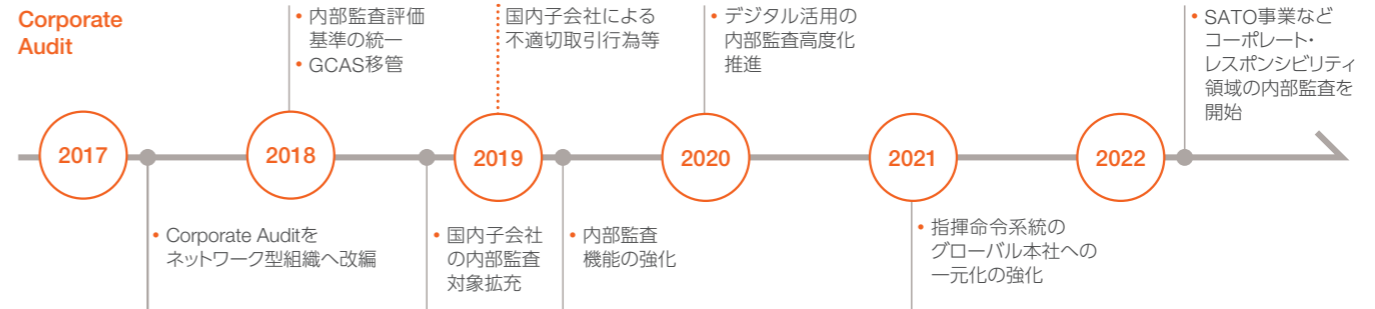 Corporate
Audit
• 内部監査評価
基準の統一
• GCAS移管
国内子会社による
不適切取引行為等
• デジタル活用の
内部監査高度化
推進
• SATO事業など
コーポレート・
レスポンシビリティ
領域の内部監査を
開始
2017
2018
2019
2020
2021
2022
• Corporate Auditを
ネットワーク型組織へ改編
• 国内子会社
の内部監査
対象拡充
• 内部監査
機能の強化
• 指揮命令系統の
グローバル本社への
一元化の強化